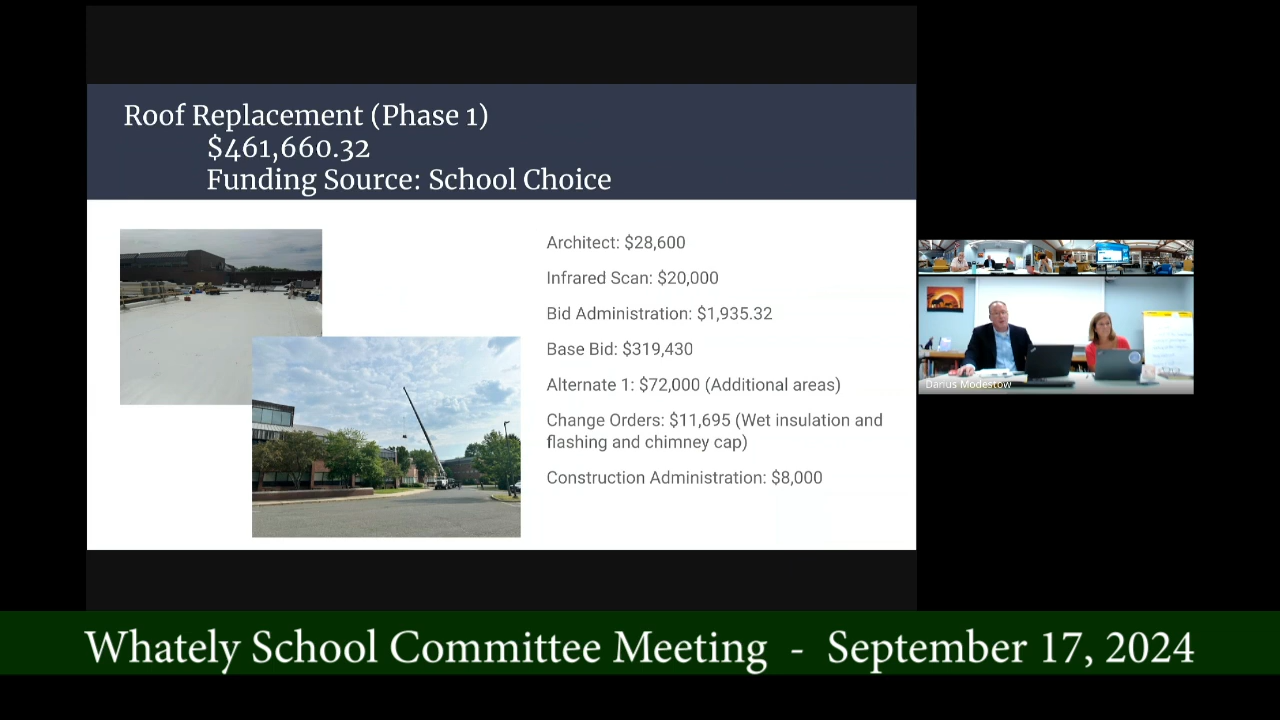 Roof Replacement (Phase 1)
$461,660.32
Funding Source: School Choice
Architect: $28,600
Infrared Scan: $20,000
Bid Administration: $1,935.32
Base Bid: $319,430
Alternate 1: $72,000 (Additional areas)
Change Orders: $11,695 (Wet insulation and
flashing and chimney cap)
Construction Administration: $8,000
Darius Modestow
Whately School Committee Meeting - September 17, 2024